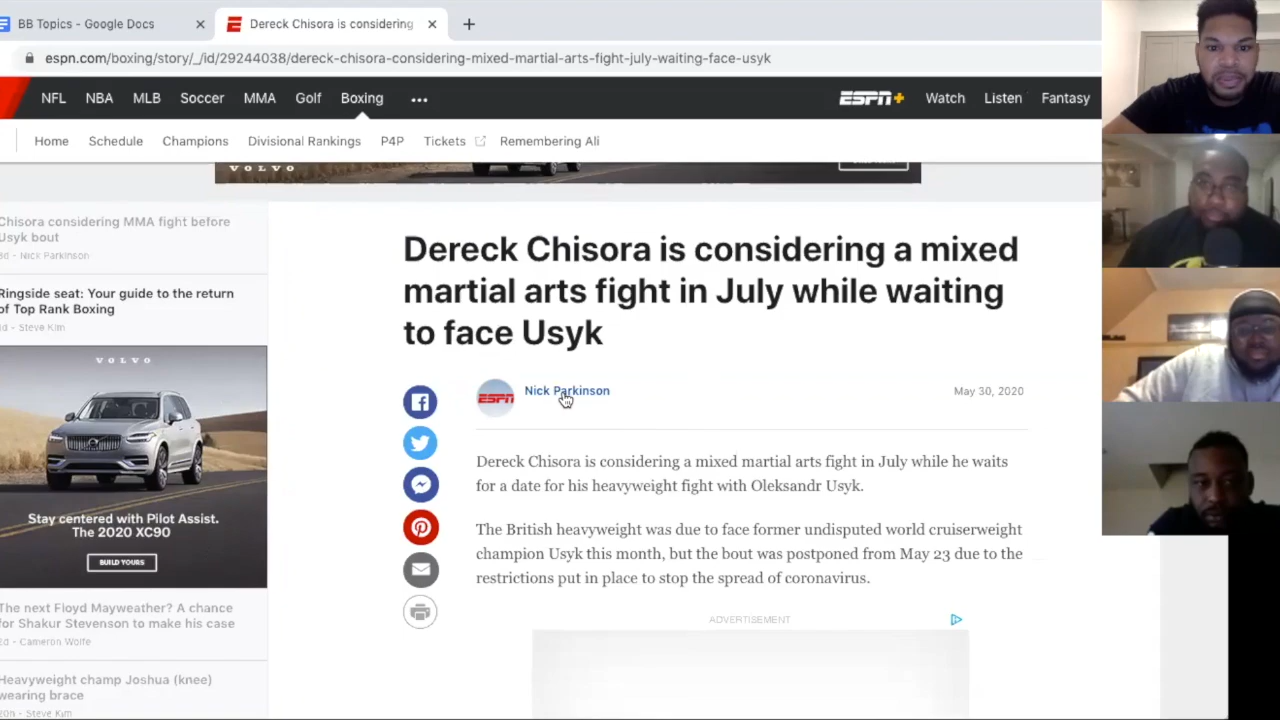 BB Topics - Google Docs
Dereck Chisora is considering
espn.com/boxing/story/_/id/29244038/dereck-chisora-considering-mixed-martial-arts-fight-july-waiting-face-usyk
NFL NBA MLB Soccer MMA Golf Boxing ••• ESPN+ Watch Listen Fantasy
Home Schedule Champions Divisional Rankings P4P Tickets Remembering Ali
VOLVO
Chisora considering MMA fight before
Usyk bout
8d - Nick Parkinson
Ringside seat: Your guide to the return
of Top Rank Boxing
1d - Steve Kim
VOLVO
Stay centered with Pilot Assist.
The 2020 XC90
BUILD YOURS
The next Floyd Mayweather? A chance
for Shakur Stevenson to make his case
2d - Cameron Wolfe
Heavyweight champ Joshua (knee)
wearing brace
20h - Steve Kim
Dereck Chisora is considering a mixed
martial arts fight in July while waiting
to face Usyk
ESPN
Nick Parkinson
May 30, 2020
Dereck Chisora is considering a mixed martial arts fight in July while he waits
for a date for his heavyweight fight with Oleksandr Usyk.
The British heavyweight was due to face former undisputed world cruiserweight
champion Usyk this month, but the bout was postponed from May 23 due to the
restrictions put in place to stop the spread of coronavirus.
ADVERTISEMENT